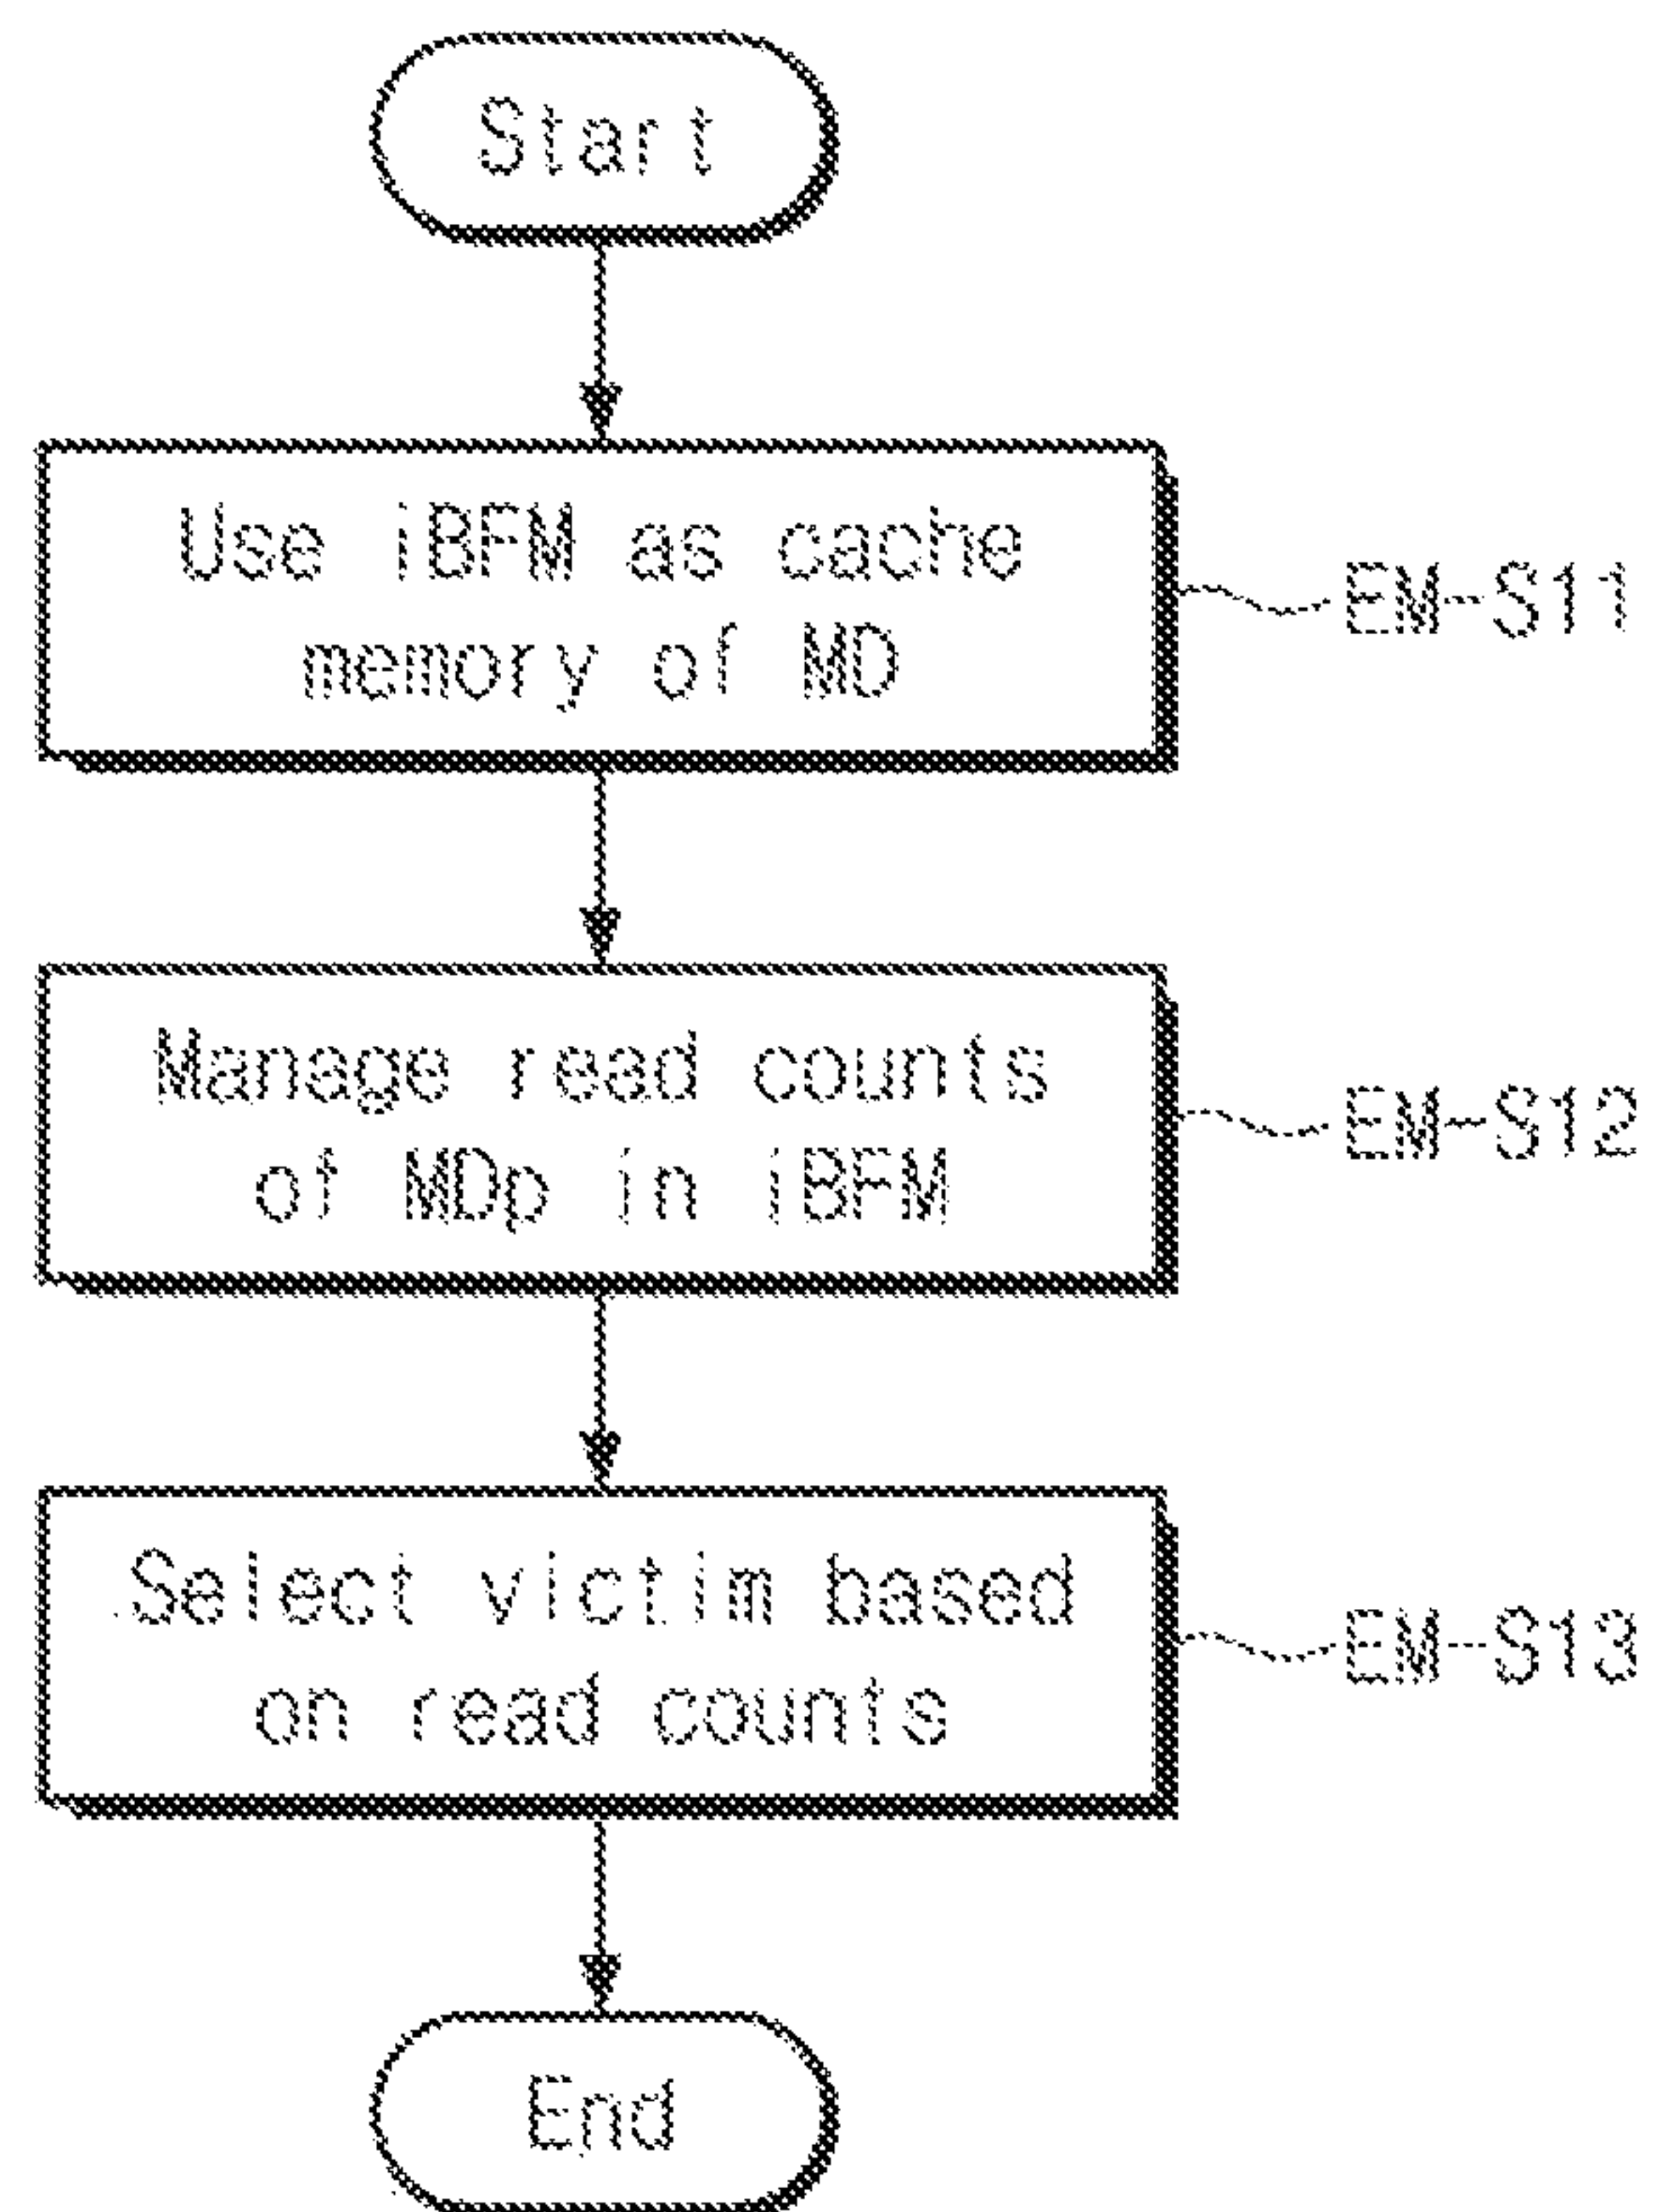 Start
Use iBFM as cache
memory of MD
EM-S11
Manage read counts
of MDp in iBFM
EM-S12
Select victim based
on read counts
EM-S13
End